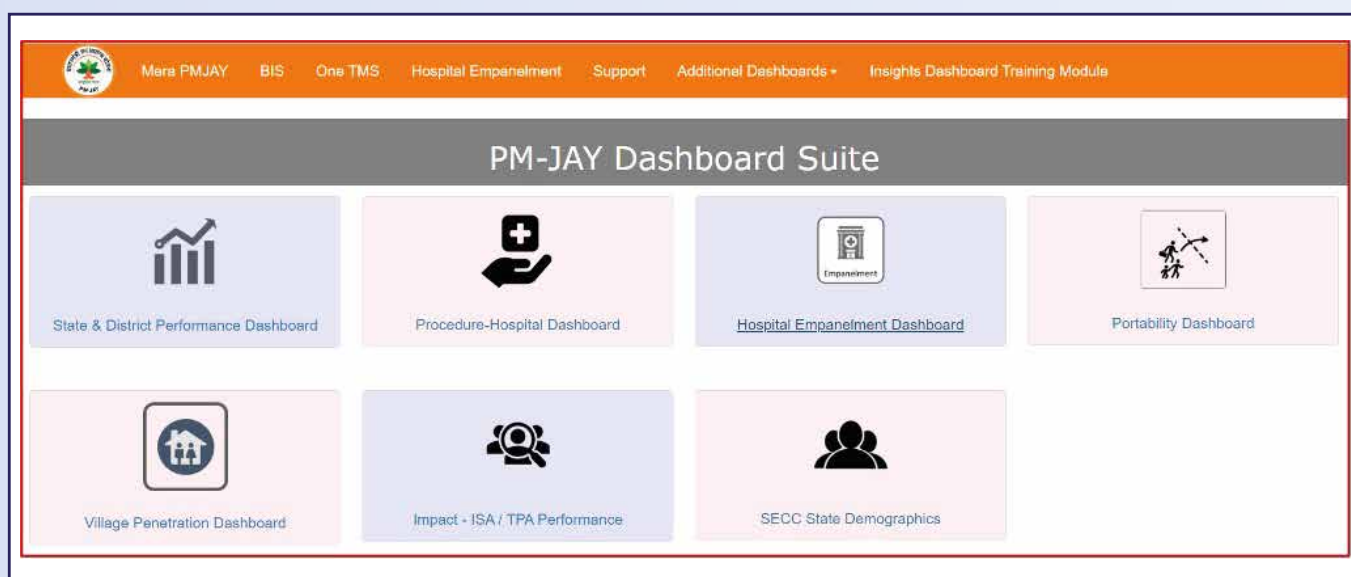 PM-JAY
Mera PMJAY BIS One TMS Hospital Empanelment Support Additional Dashboards Insights Dashboard Training Module
PM-JAY Dashboard Suite
Empanelment
State & District Performance Dashboard Procedure-Hospital Dashboard Hospital Empanelment Dashboard Portability Dashboard
Village Penetration Dashboard Impact - ISA / TPA Performance SECC State Demographics